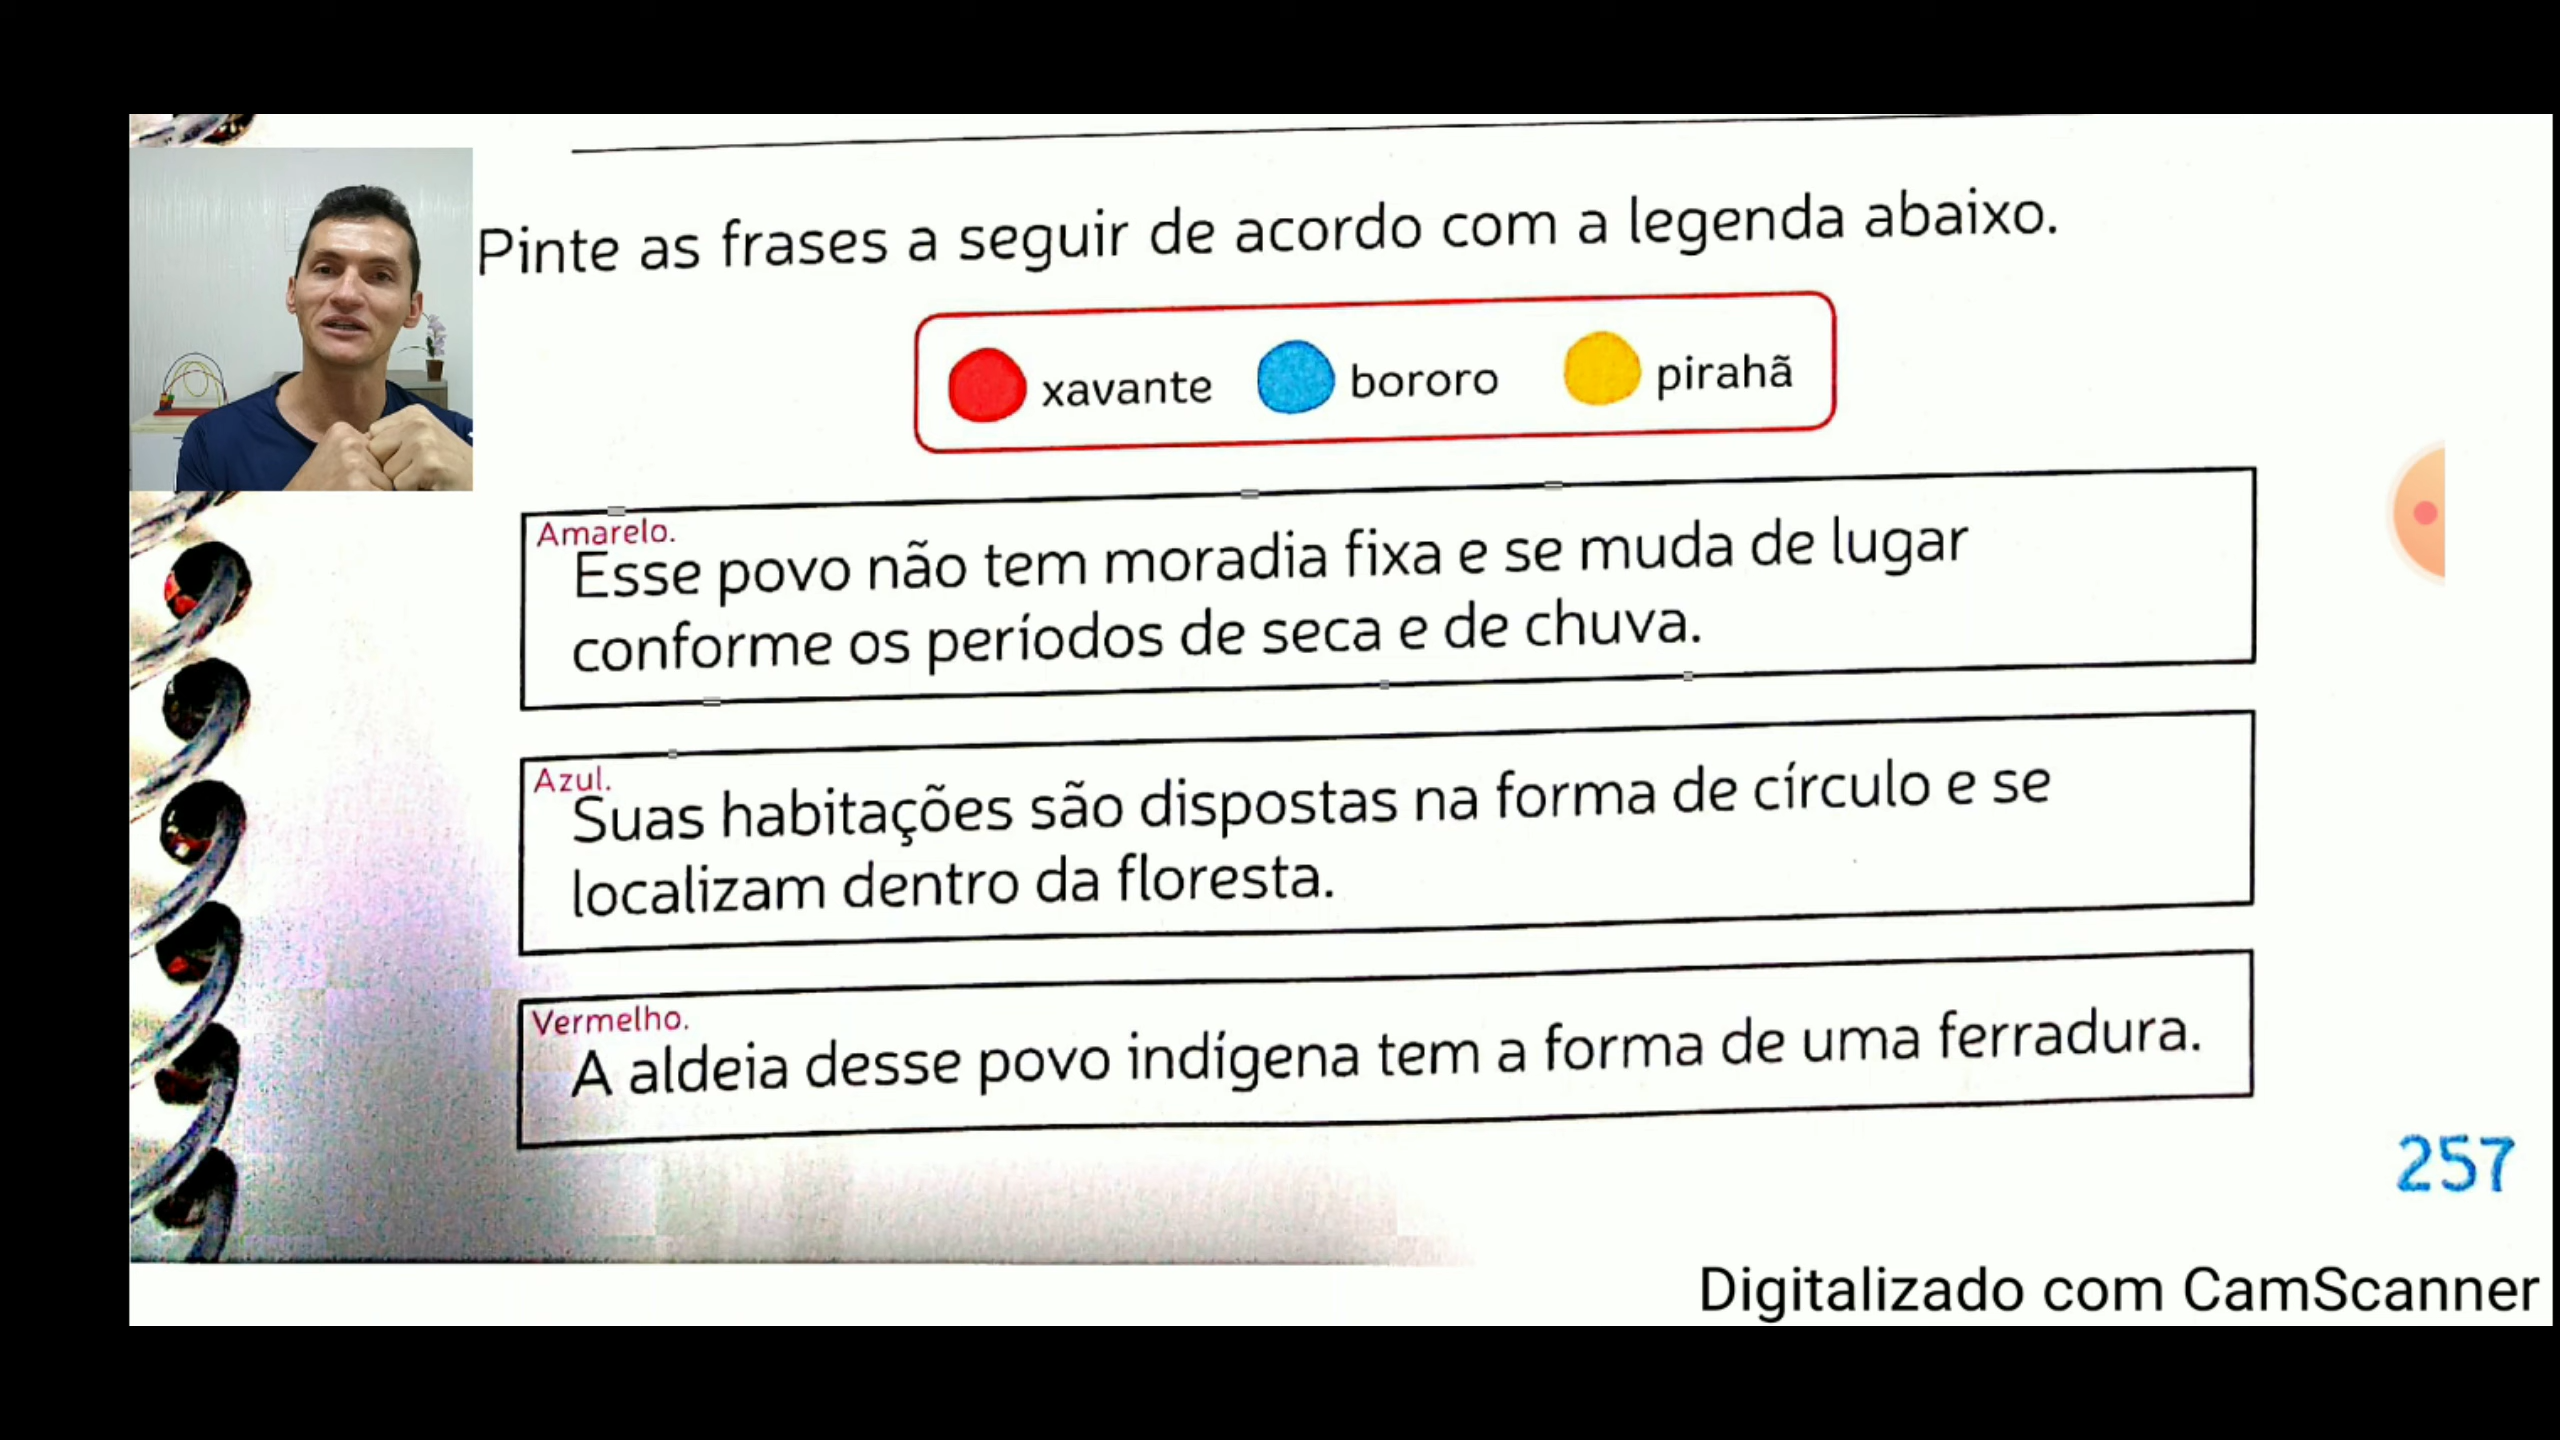 Pinte as frases a seguir de acordo com a legenda abaixo.
xavante bororo pirahã
Amarelo.
Esse povo não tem moradia fixa e se muda de lugar
conforme os períodos de seca e de chuva.
Azul.
Suas habitações são dispostas na forma de círculo e se
localizam dentro da floresta.
Vermelho.
A aldeia desse povo indígena tem a forma de uma ferradura.
257
Digitalizado com CamScanner